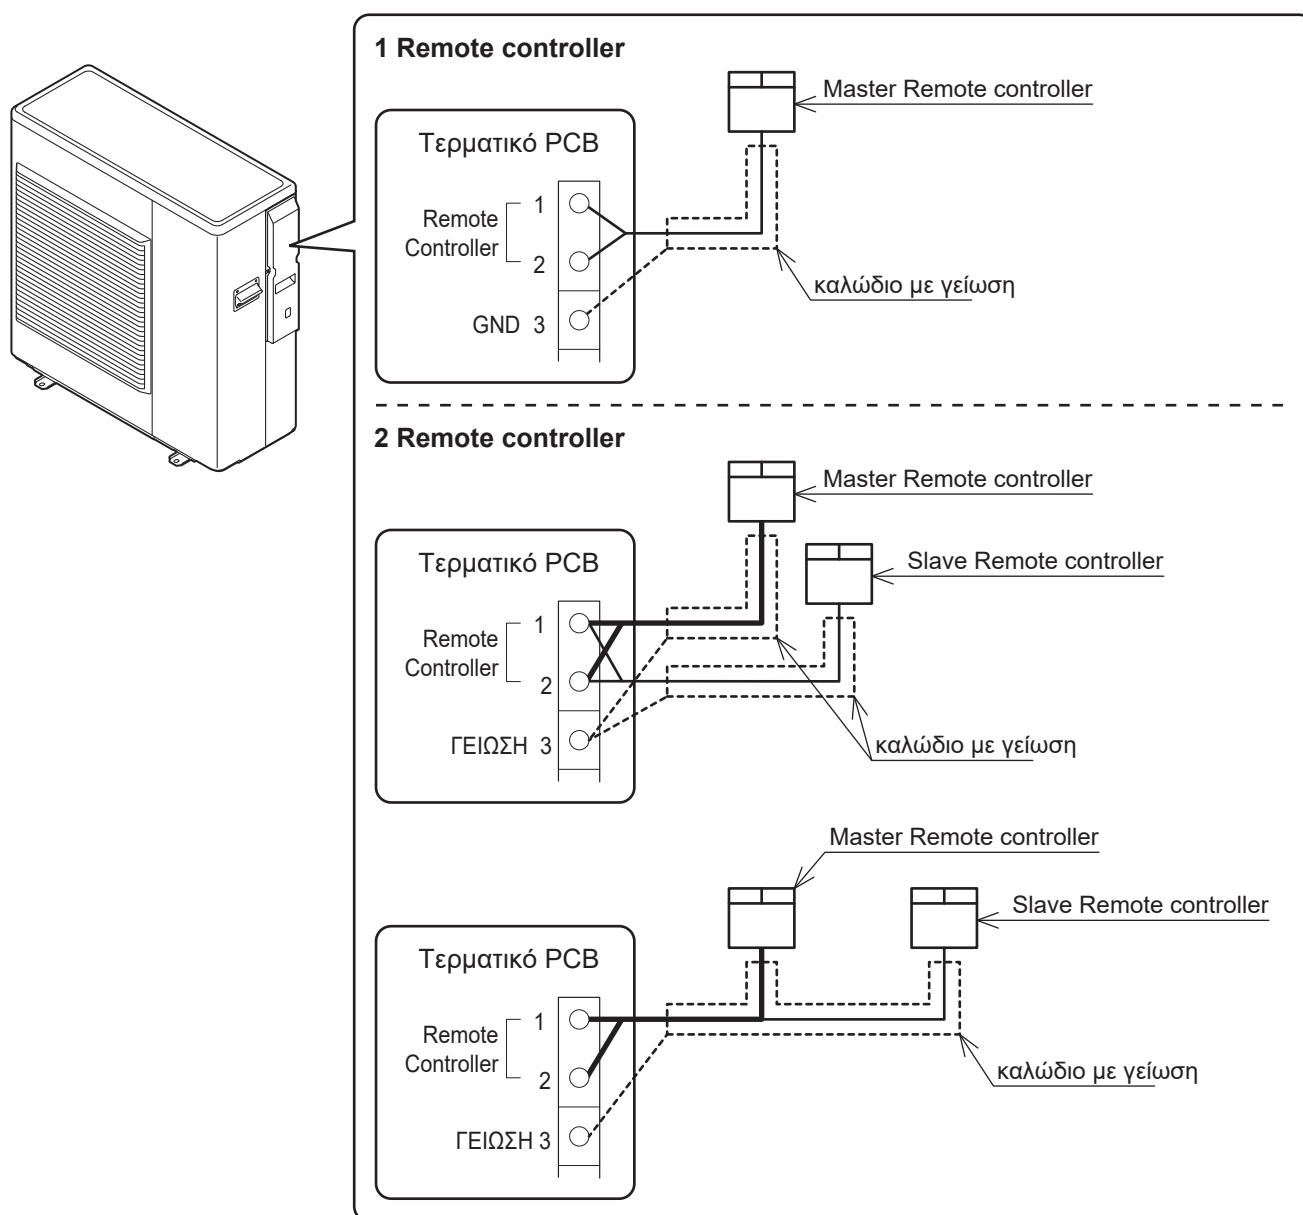 1 Remote controller
Master Remote controller
Τερματικό PCB
Remote
Controller
1
2
GND 3
καλώδιο με γείωση
2 Remote controller
Master Remote controller
Slave Remote controller
Τερματικό PCB
Remote
Controller
1
2
ΓΕΙΩΣΗ 3
καλώδιο με γείωση
Master Remote controller
Slave Remote controller
Τερματικό PCB
Remote
Controller
1
2
ΓΕΙΩΣΗ 3
καλώδιο με γείωση